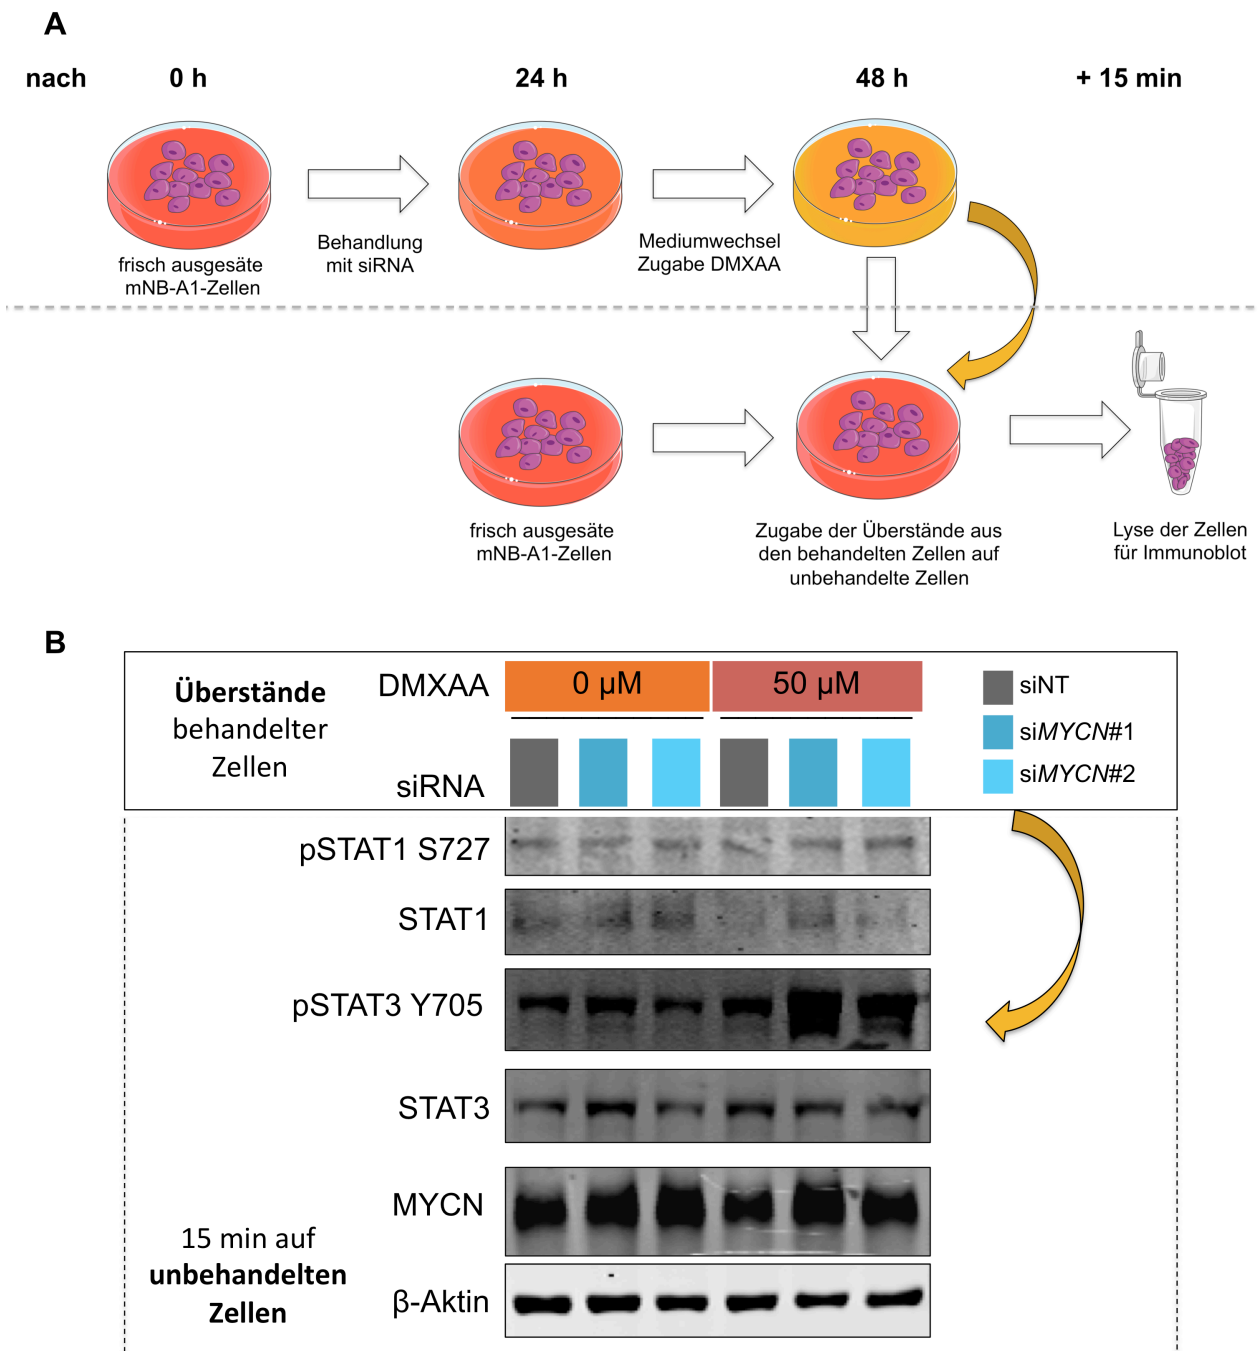 A
nach 0 h 24 h 48 h + 15 min
Behandlung
mit siRNA
Mediumwechsel
Zugabe DMXAA
frisch ausgesäte
mNB-A1-Zellen
frisch ausgesäte
mNB-A1-Zellen
Zugabe der Überstände aus
den behandelten Zellen auf
unbehandelte Zellen
Lyse der Zellen
für Immunoblot
B
Überstände
behandelter
Zellen
DMXAA 0 µM 50 µM
siRNA
siNT
siMYCN#1
siMYCN#2
pSTAT1 S727
STAT1
pSTAT3 Y705
STAT3
MYCN
β-Aktin
15 min auf
unbehandelten
Zellen